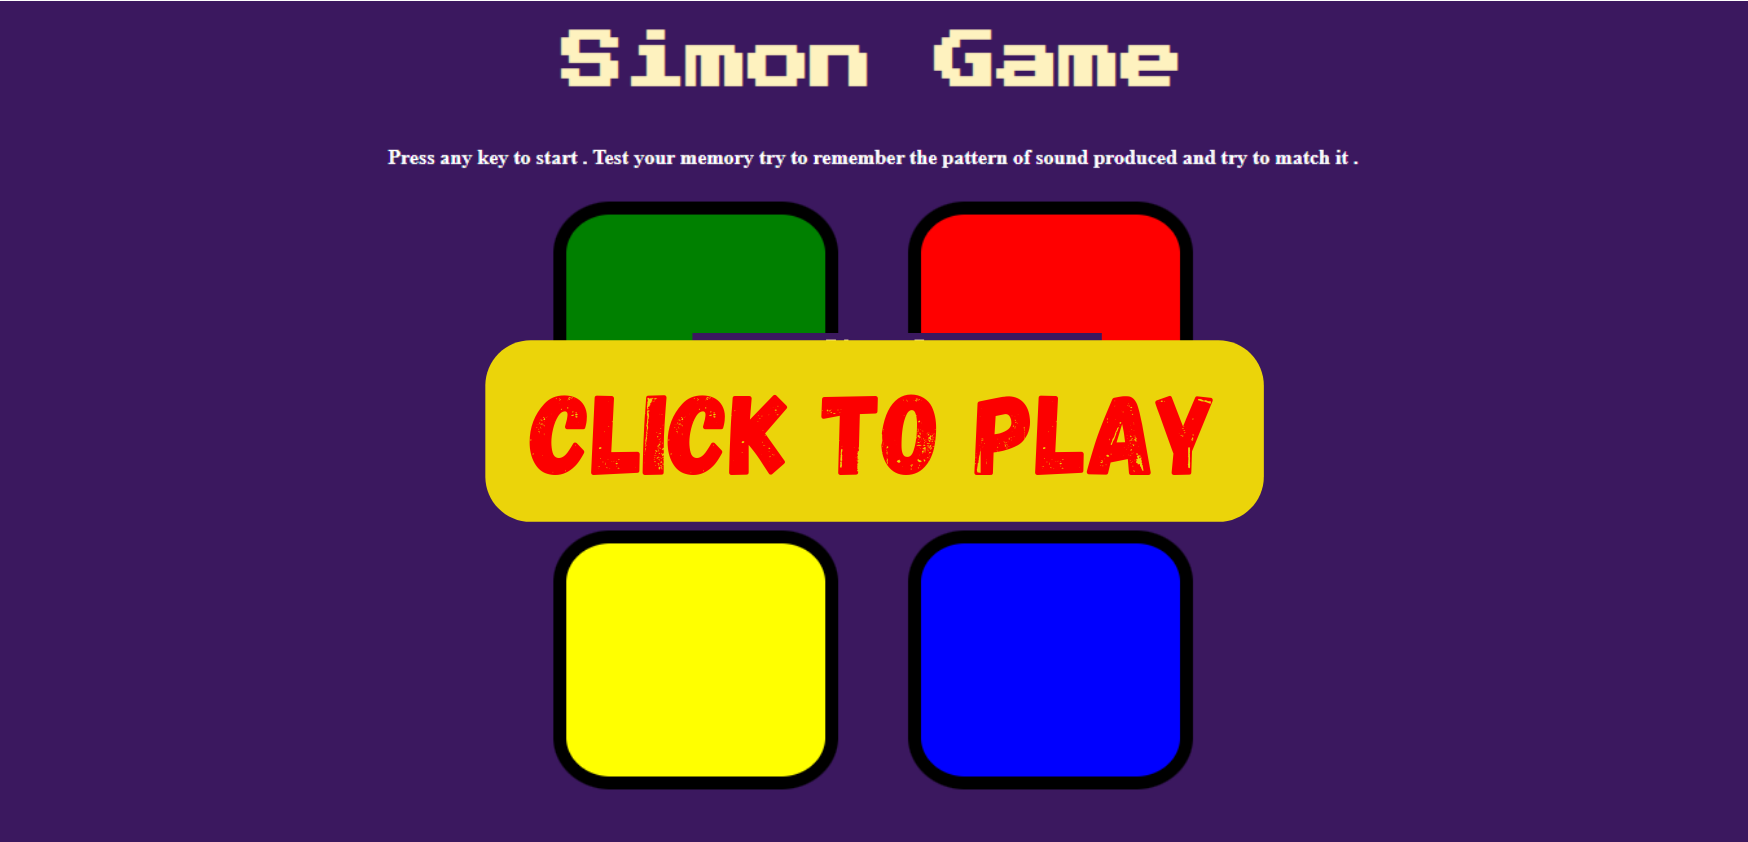 Simon Game
Press any key to start . Test your memory try to remember the pattern of sound produced and try to match it .
CLICK TO PLAY